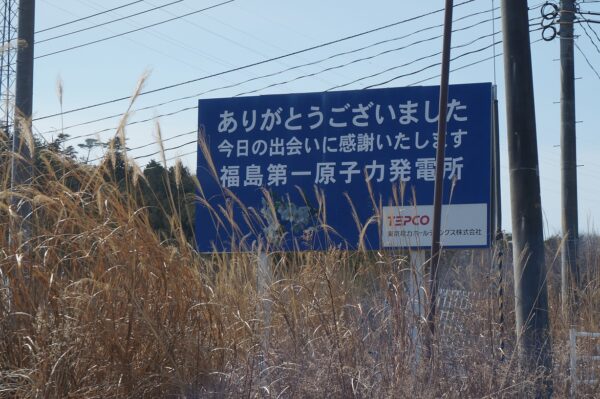 ありがとうございました
今日の出会いに感謝いたします
福島第一原子力発電所
TEPCO
東京電力ホールディングス株式会社